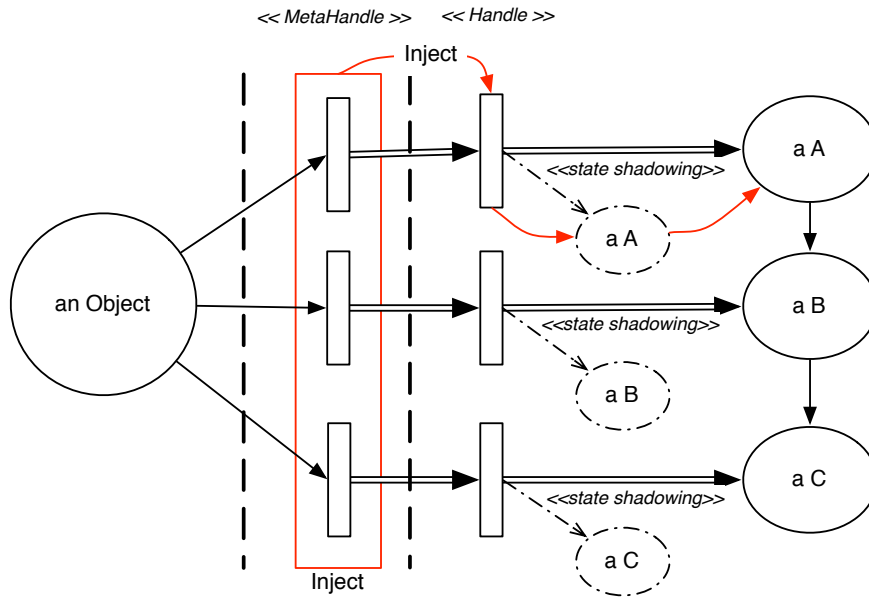 << MetaHandle >>
<< Handle >>
Inject
a A
<<state shadowing>>
a A
an Object
a B
<<state shadowing>>
a B
a C
<<state shadowing>>
a C
Inject